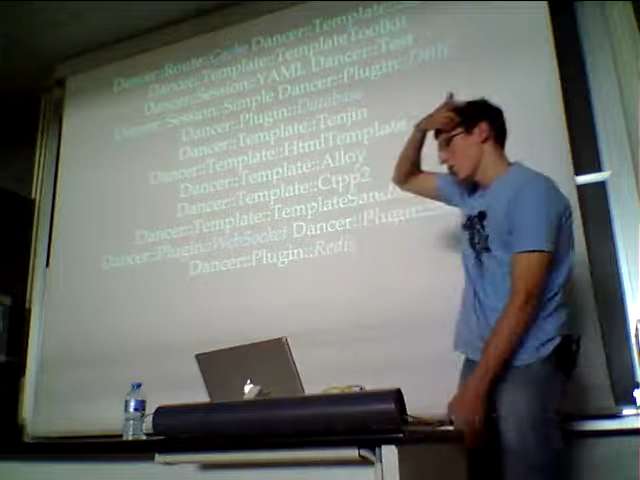 Dancer::Route::Cache Dancer::Template::
Dancer::Template::TemplateToolkit
Dancer::Session::YAML Dancer::Test
Dancer::Session::Simple Dancer::Plugin::
Dancer::Plugin::Database
Dancer::Template::Tenjin
Dancer::Template::HtmlTemplate
Dancer::Template::Alloy
Dancer::Template::Ctpp2
Dancer::Template::TemplateSandbox
Dancer::Plugin::WebSocket Dancer::Plugin::
Dancer::Plugin::Redis